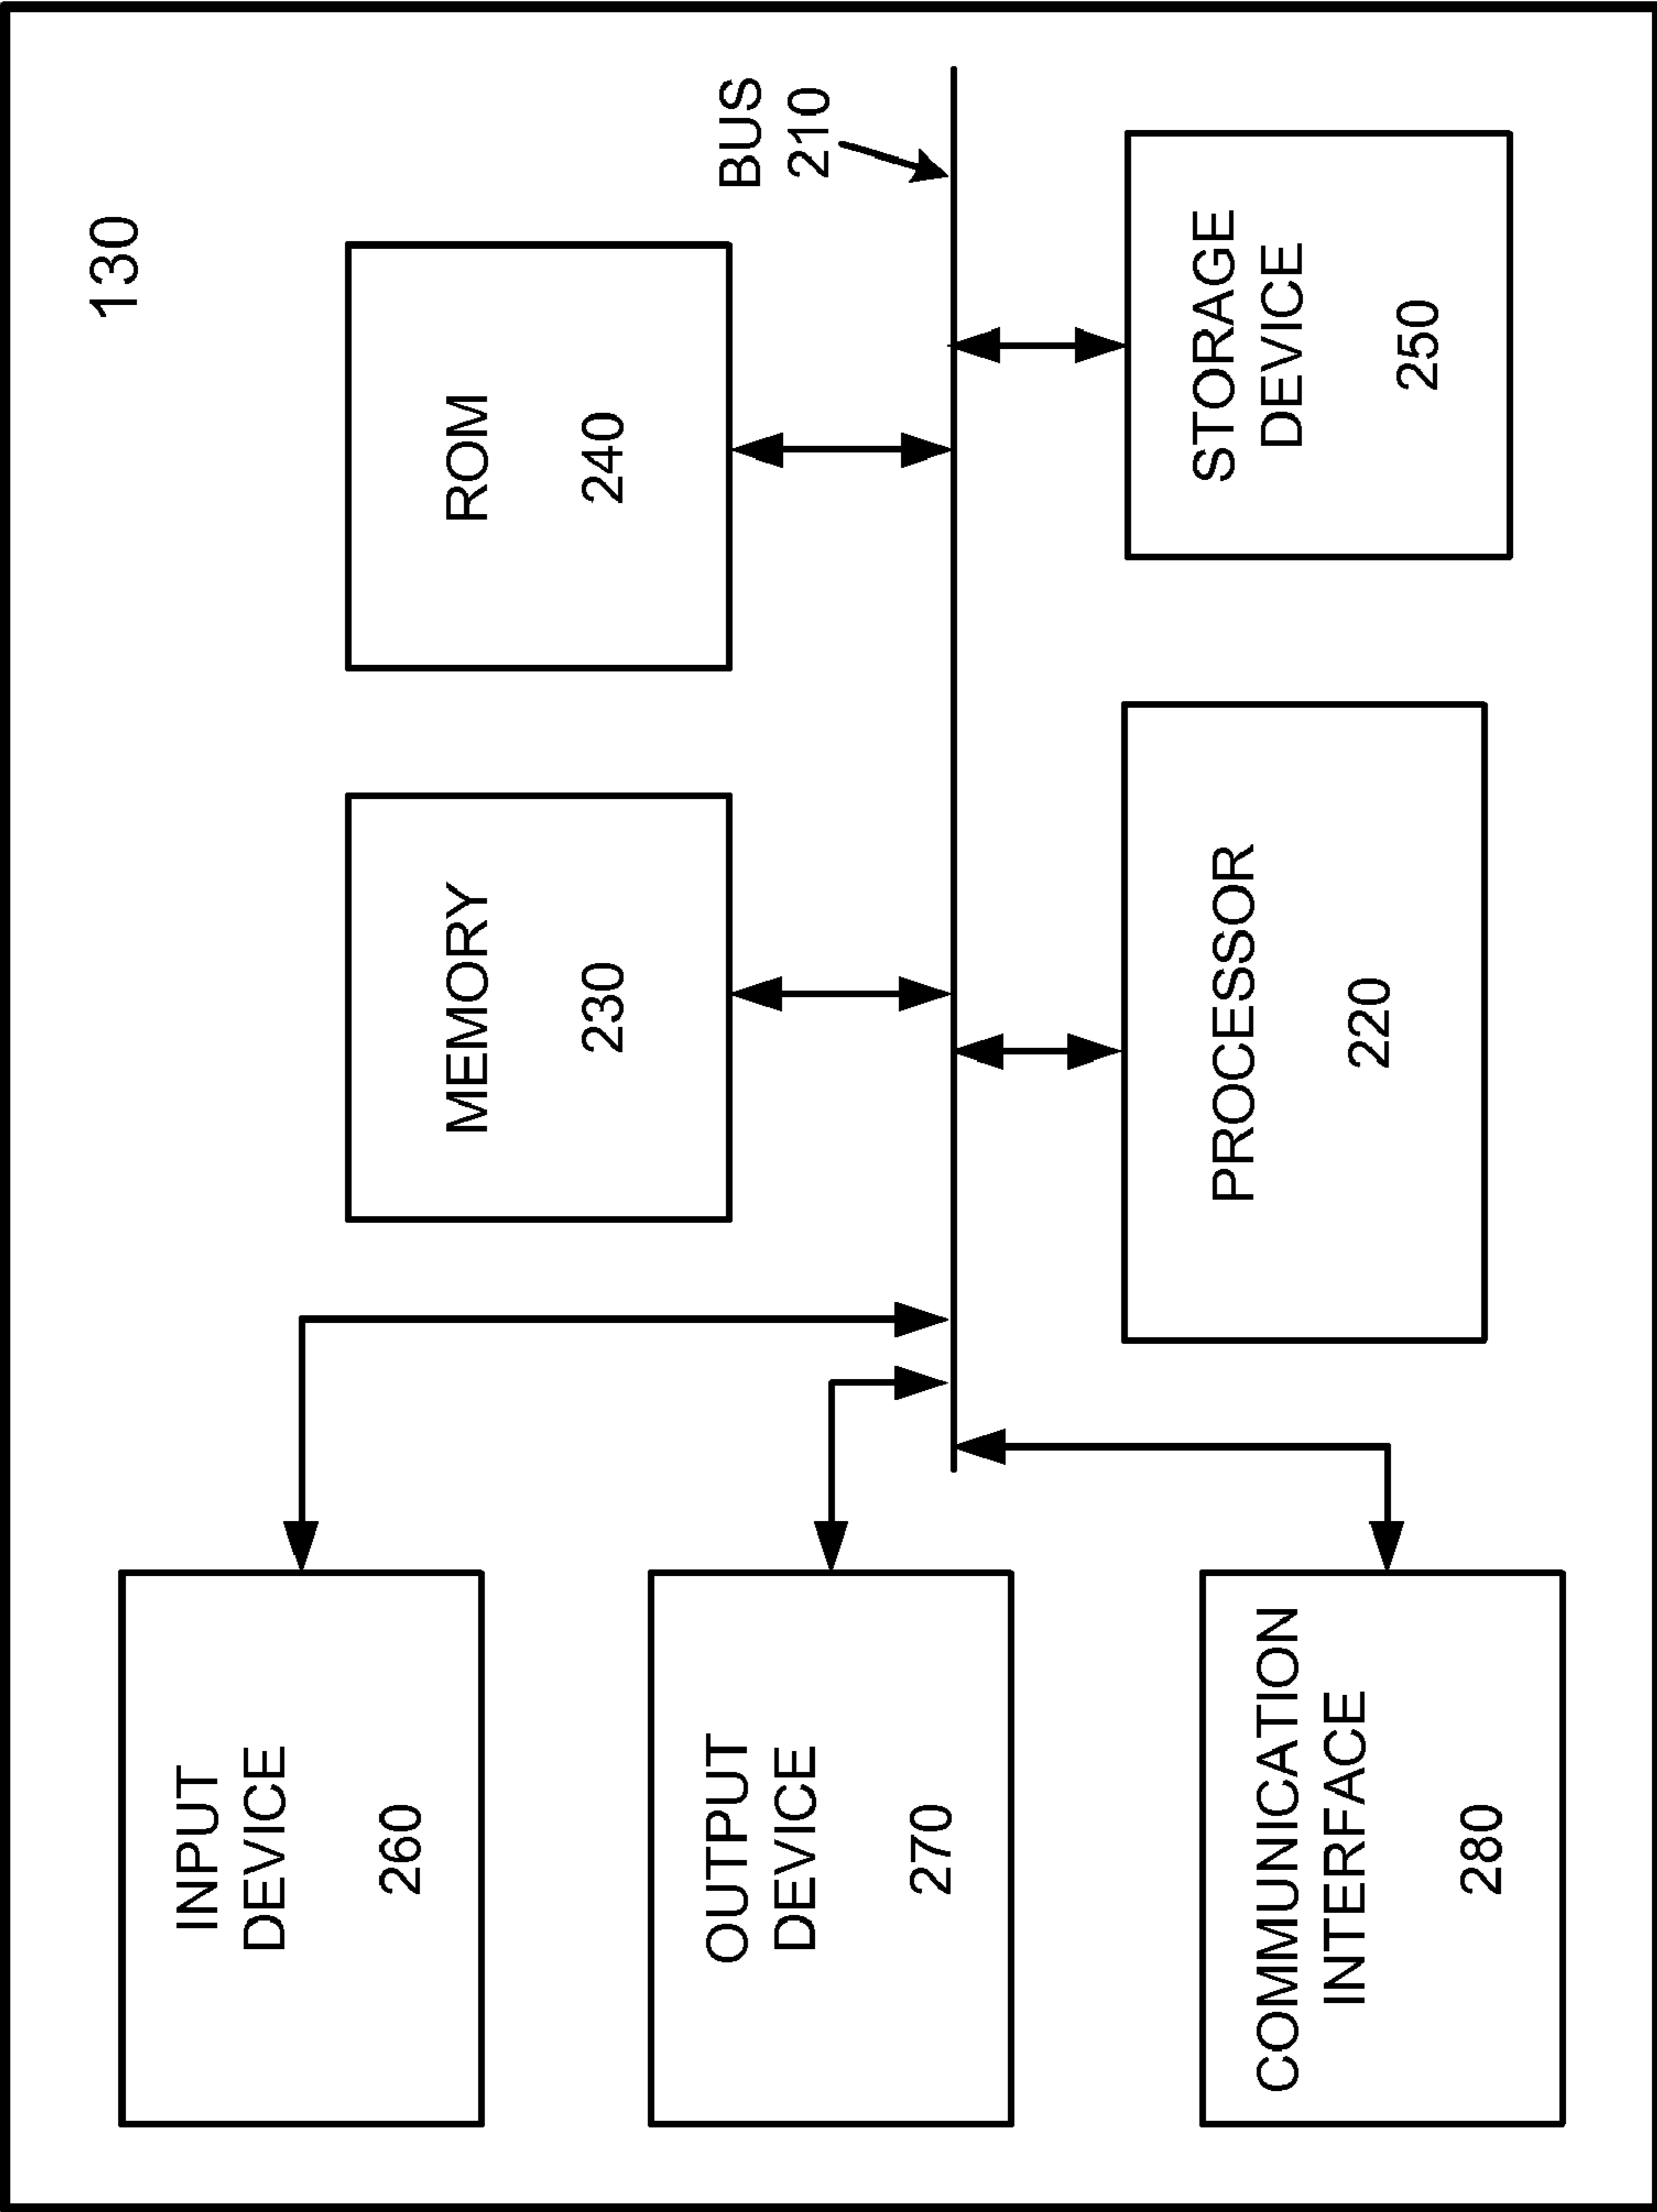 130
INPUT
DEVICE
260
MEMORY
230
ROM
240
OUTPUT
DEVICE
270
BUS
210
COMMUNICATION
INTERFACE
280
PROCESSOR
220
STORAGE
DEVICE
250